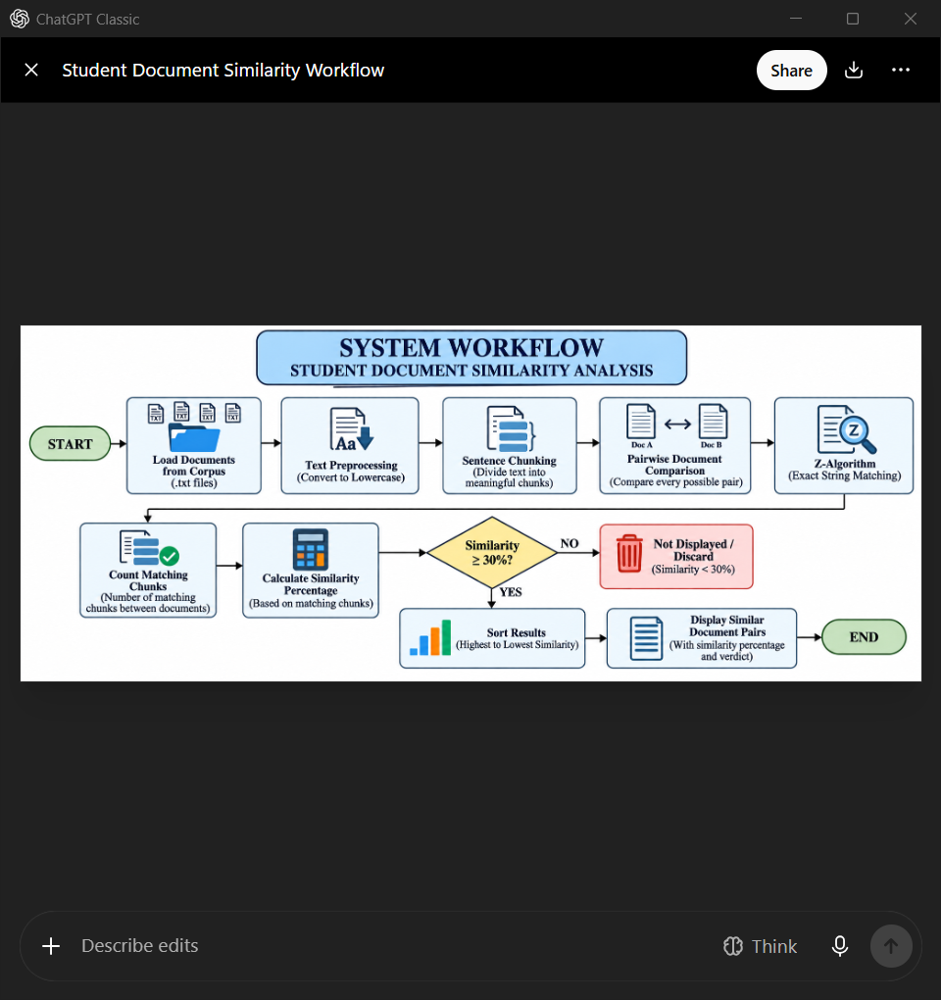 ChatGPT Classic
Student Document Similarity Workflow
Share
SYSTEM WORKFLOW
STUDENT DOCUMENT SIMILARITY ANALYSIS
START
TXT
TXT
TXT
TXT
Load Documents
from Corpus
(.txt files)
Aa
Text Preprocessing
(Convert to Lowercase)
Sentence Chunking
(Divide text into
meaningful chunks)
Doc A
Doc B
Pairwise Document
Comparison
(Compare every possible pair)
Z
Z-Algorithm
(Exact String Matching)
Count Matching
Chunks
(Number of matching
chunks between documents)
Calculate Similarity
Percentage
(Based on matching chunks)
Similarity
≥ 30%?
NO
Not Displayed /
Discard
(Similarity < 30%)
YES
Sort Results
(Highest to Lowest Similarity)
Display Similar
Document Pairs
(With similarity percentage
and verdict)
END
Describe edits
Think